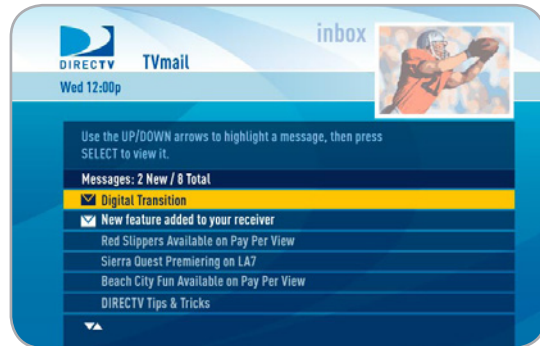 inbox
DIRECTV
TVmail
Wed 12:00p
Use the UP/DOWN arrows to highlight a message, then press
SELECT to view it.
Messages: 2 New / 8 Total
Digital Transition
New feature added to your receiver
Red Slippers Available on Pay Per View
Sierra Quest Premiering on LA7
Beach City Fun Available on Pay Per View
DIRECTV Tips & Tricks